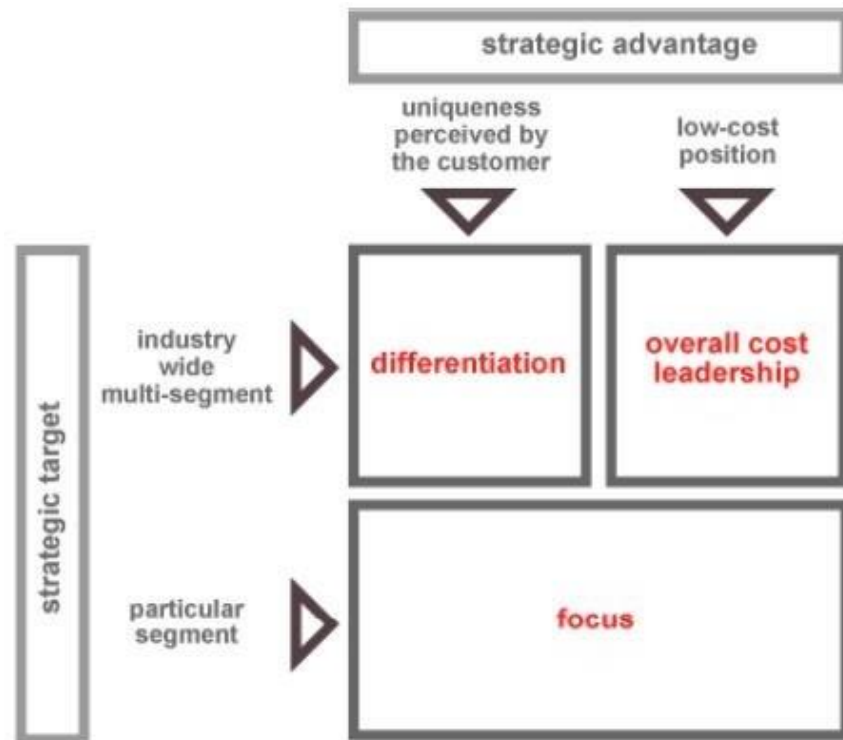 strategic advantage
uniqueness
perceived by
the customer
low-cost
position
strategic target
industry
wide
multi-segment
differentiation
overall cost
leadership
particular
segment
focus